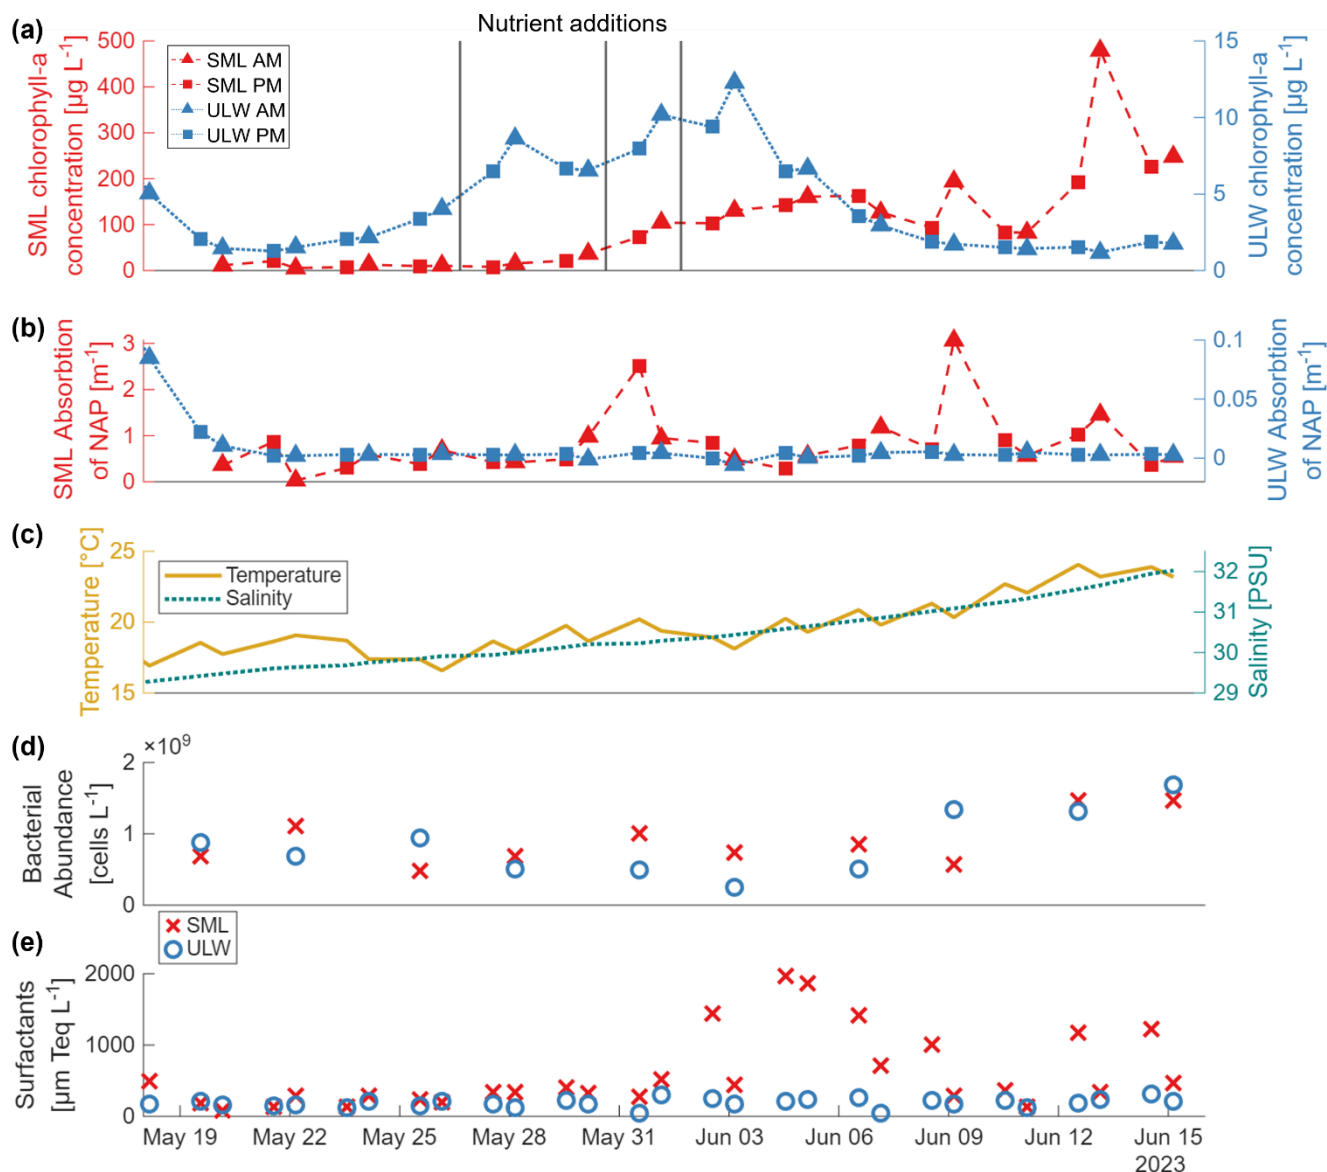 Nutrient additions
(a)
SML chlorophyll-a
concentration [µg L⁻¹]
500
400
300
200
100
0
SML AM
SML PM
ULW AM
ULW PM
15
10
5
0
ULW chlorophyll-a
concentration [µg L⁻¹]
(b)
SML Absorbtion
of NAP [m⁻¹]
3
2
1
0
0.1
0.05
0
ULW Absorbtion
of NAP [m⁻¹]
(c)
Temperature [°C]
25
20
15
Temperature
Salinity
32
31
30
29
Salinity [PSU]
(d)
×10⁹
Bacterial
Abundance
[cells L⁻¹]
2
1
0
SML
ULW
(e)
Surfactants
[µm Teq L⁻¹]
2000
1000
0
May 19 May 22 May 25 May 28 May 31 Jun 03 Jun 06 Jun 09 Jun 12 Jun 15
2023